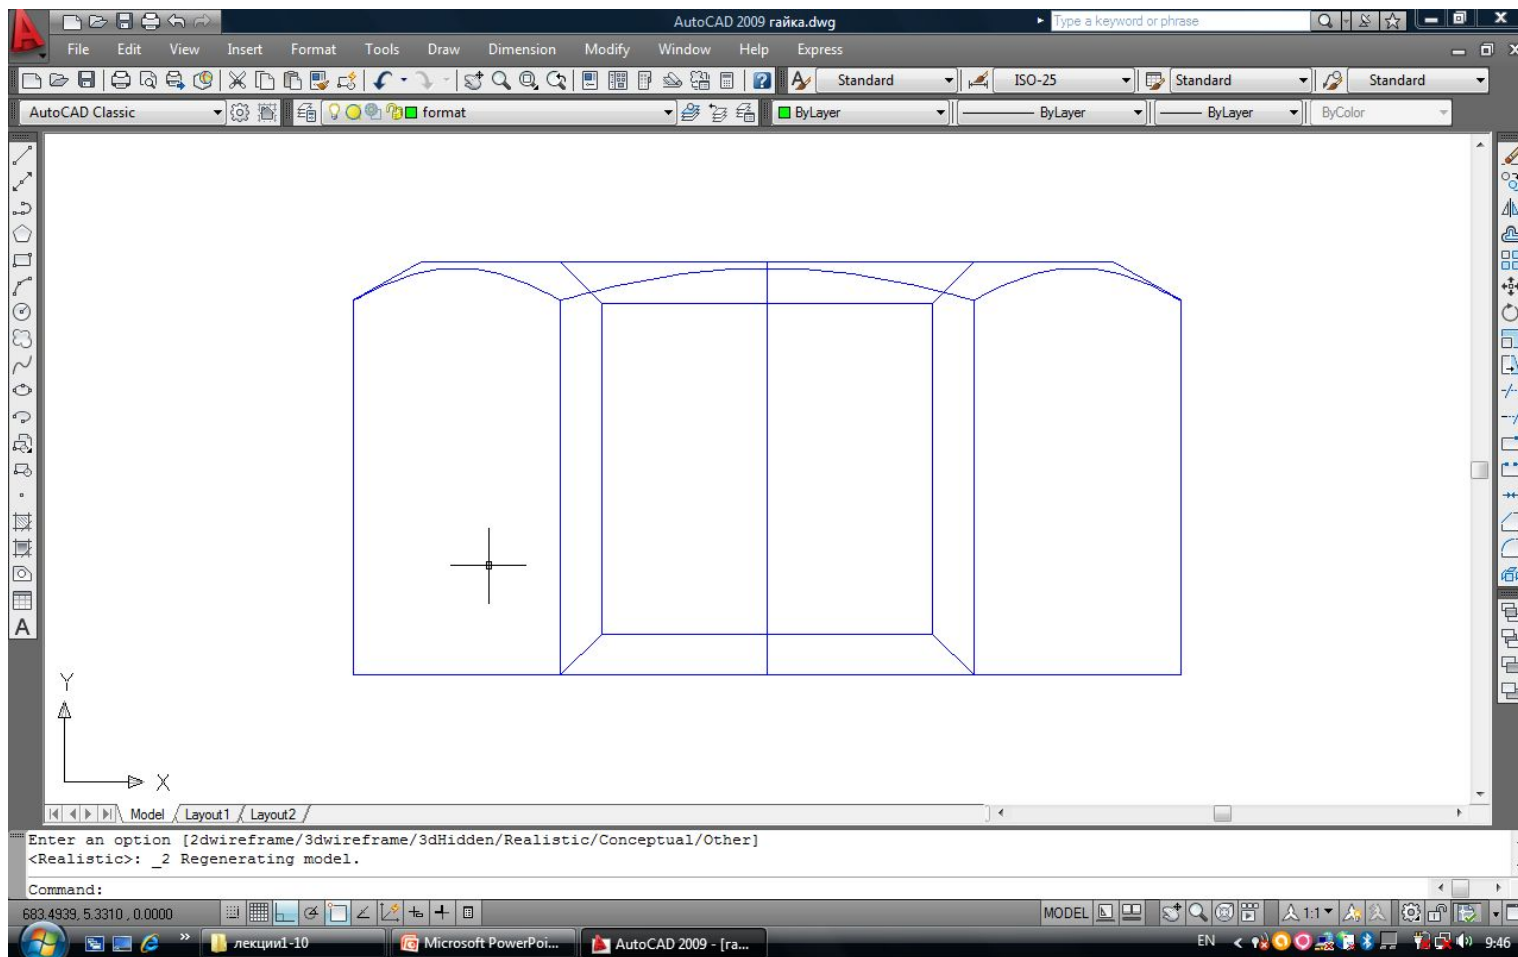 AutoCAD 2009 гайка.dwg
Type a keyword or phrase
File Edit View Insert Format Tools Draw Dimension Modify Window Help Express
Standard ISO-25 Standard Standard
AutoCAD Classic format ByLayer ByLayer ByLayer ByColor
Y
X
Model Layout1 Layout2
Enter an option [2dwireframe/3dwireframe/3dHidden/Realistic/Conceptual/Other]
<Realistic>: _2 Regenerating model.
Command:
683.4939, 5.3310 , 0.0000 MODEL 1:1
лекции1-10 Microsoft PowerPoi... AutoCAD 2009 - [га... EN 9:46